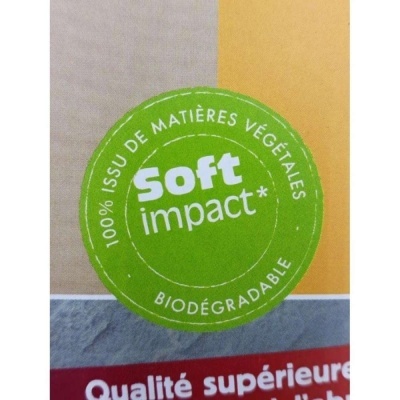 100% ISSU DE MATIÈRES VÉGÉTALES
Soft
impact*
BIODÉGRADABLE
Qualité supérieure